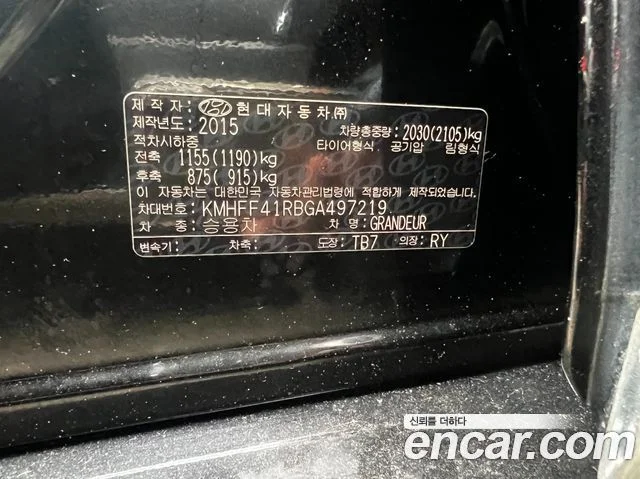 제 작 자: HYUNDAI 현대자동차㈜
제작년도: 2015 차량총중량: 2030(2105)kg
적차시하중 타이어형식 공기압 림형식
전축 1155(1190)kg
후축 875( 915)kg
이 자동차는 대한민국 자동차관리법령에 적합하게 제작되었습니다.
차대번호: KMHFF41RBGA497219
차 종: 승용차 차 명: GRANDEUR
변속기: 차축: 도장: TB7 의장: RY
신뢰를 더하다
encar.com